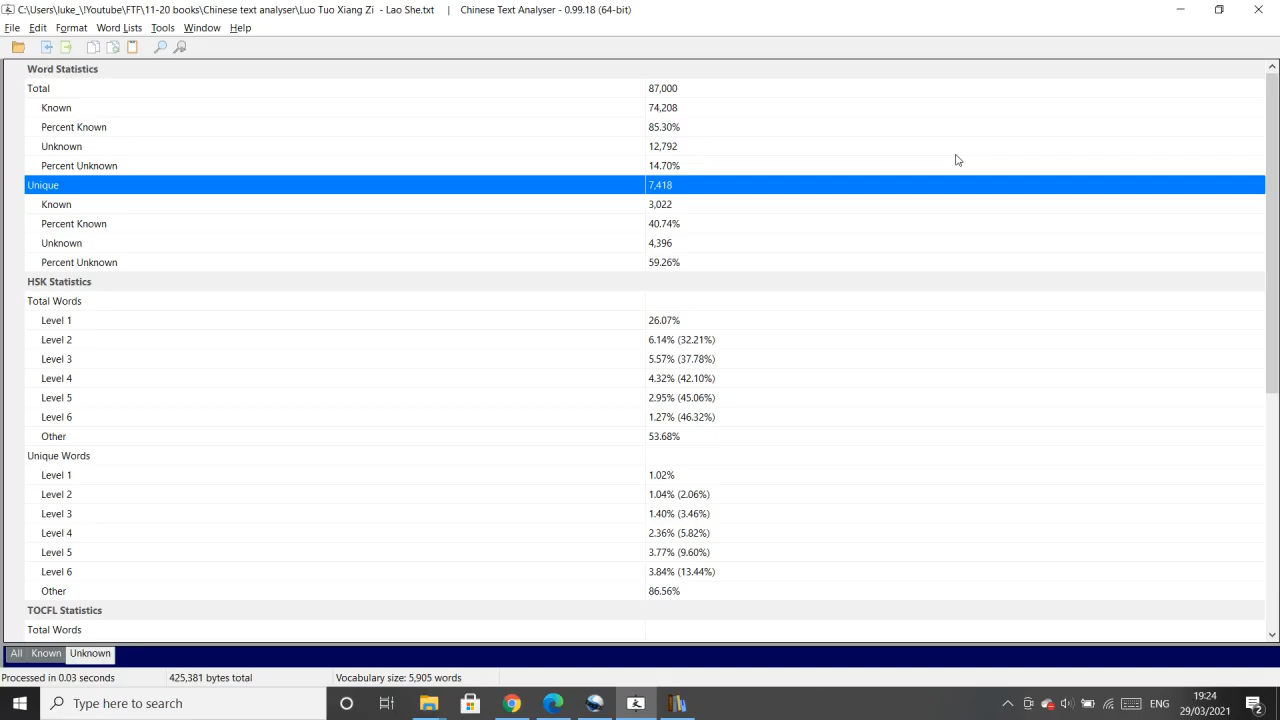 C:\Users\luke_\!Youtube\FTF\11-20 books\Chinese text analyser\Luo Tuo Xiang Zi - Lao She.txt | Chinese Text Analyser - 0.99.18 (64-bit)
File Edit Format Word Lists Tools Window Help
Word Statistics
Total 87,000
Known 74,208
Percent Known 85.30%
Unknown 12,792
Percent Unknown 14.70%
Unique 7,418
Known 3,022
Percent Known 40.74%
Unknown 4,396
Percent Unknown 59.26%
HSK Statistics
Total Words
Level 1 26.07%
Level 2 6.14% (32.21%)
Level 3 5.57% (37.78%)
Level 4 4.32% (42.10%)
Level 5 2.95% (45.06%)
Level 6 1.27% (46.32%)
Other 53.68%
Unique Words
Level 1 1.02%
Level 2 1.04% (2.06%)
Level 3 1.40% (3.46%)
Level 4 2.36% (5.82%)
Level 5 3.77% (9.60%)
Level 6 3.84% (13.44%)
Other 86.56%
TOCFL Statistics
Total Words
All Known Unknown
Processed in 0.03 seconds 425,381 bytes total Vocabulary size: 5,905 words
Type here to search ENG 19:24
29/03/2021 2